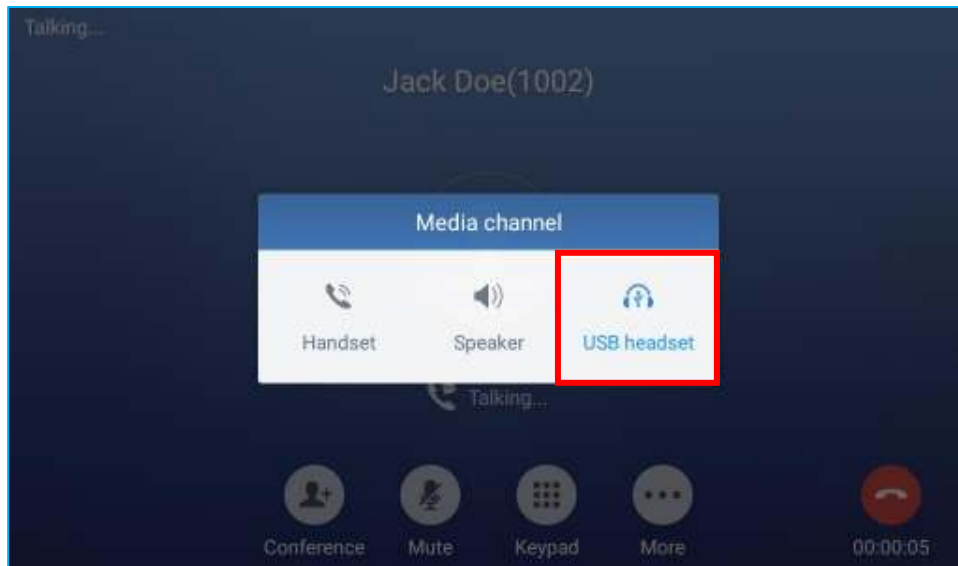 Talking...
Jack Doe(1002)
Media channel
Handset Speaker USB headset
Talking...
Conference Mute Keypad More 00:00:05